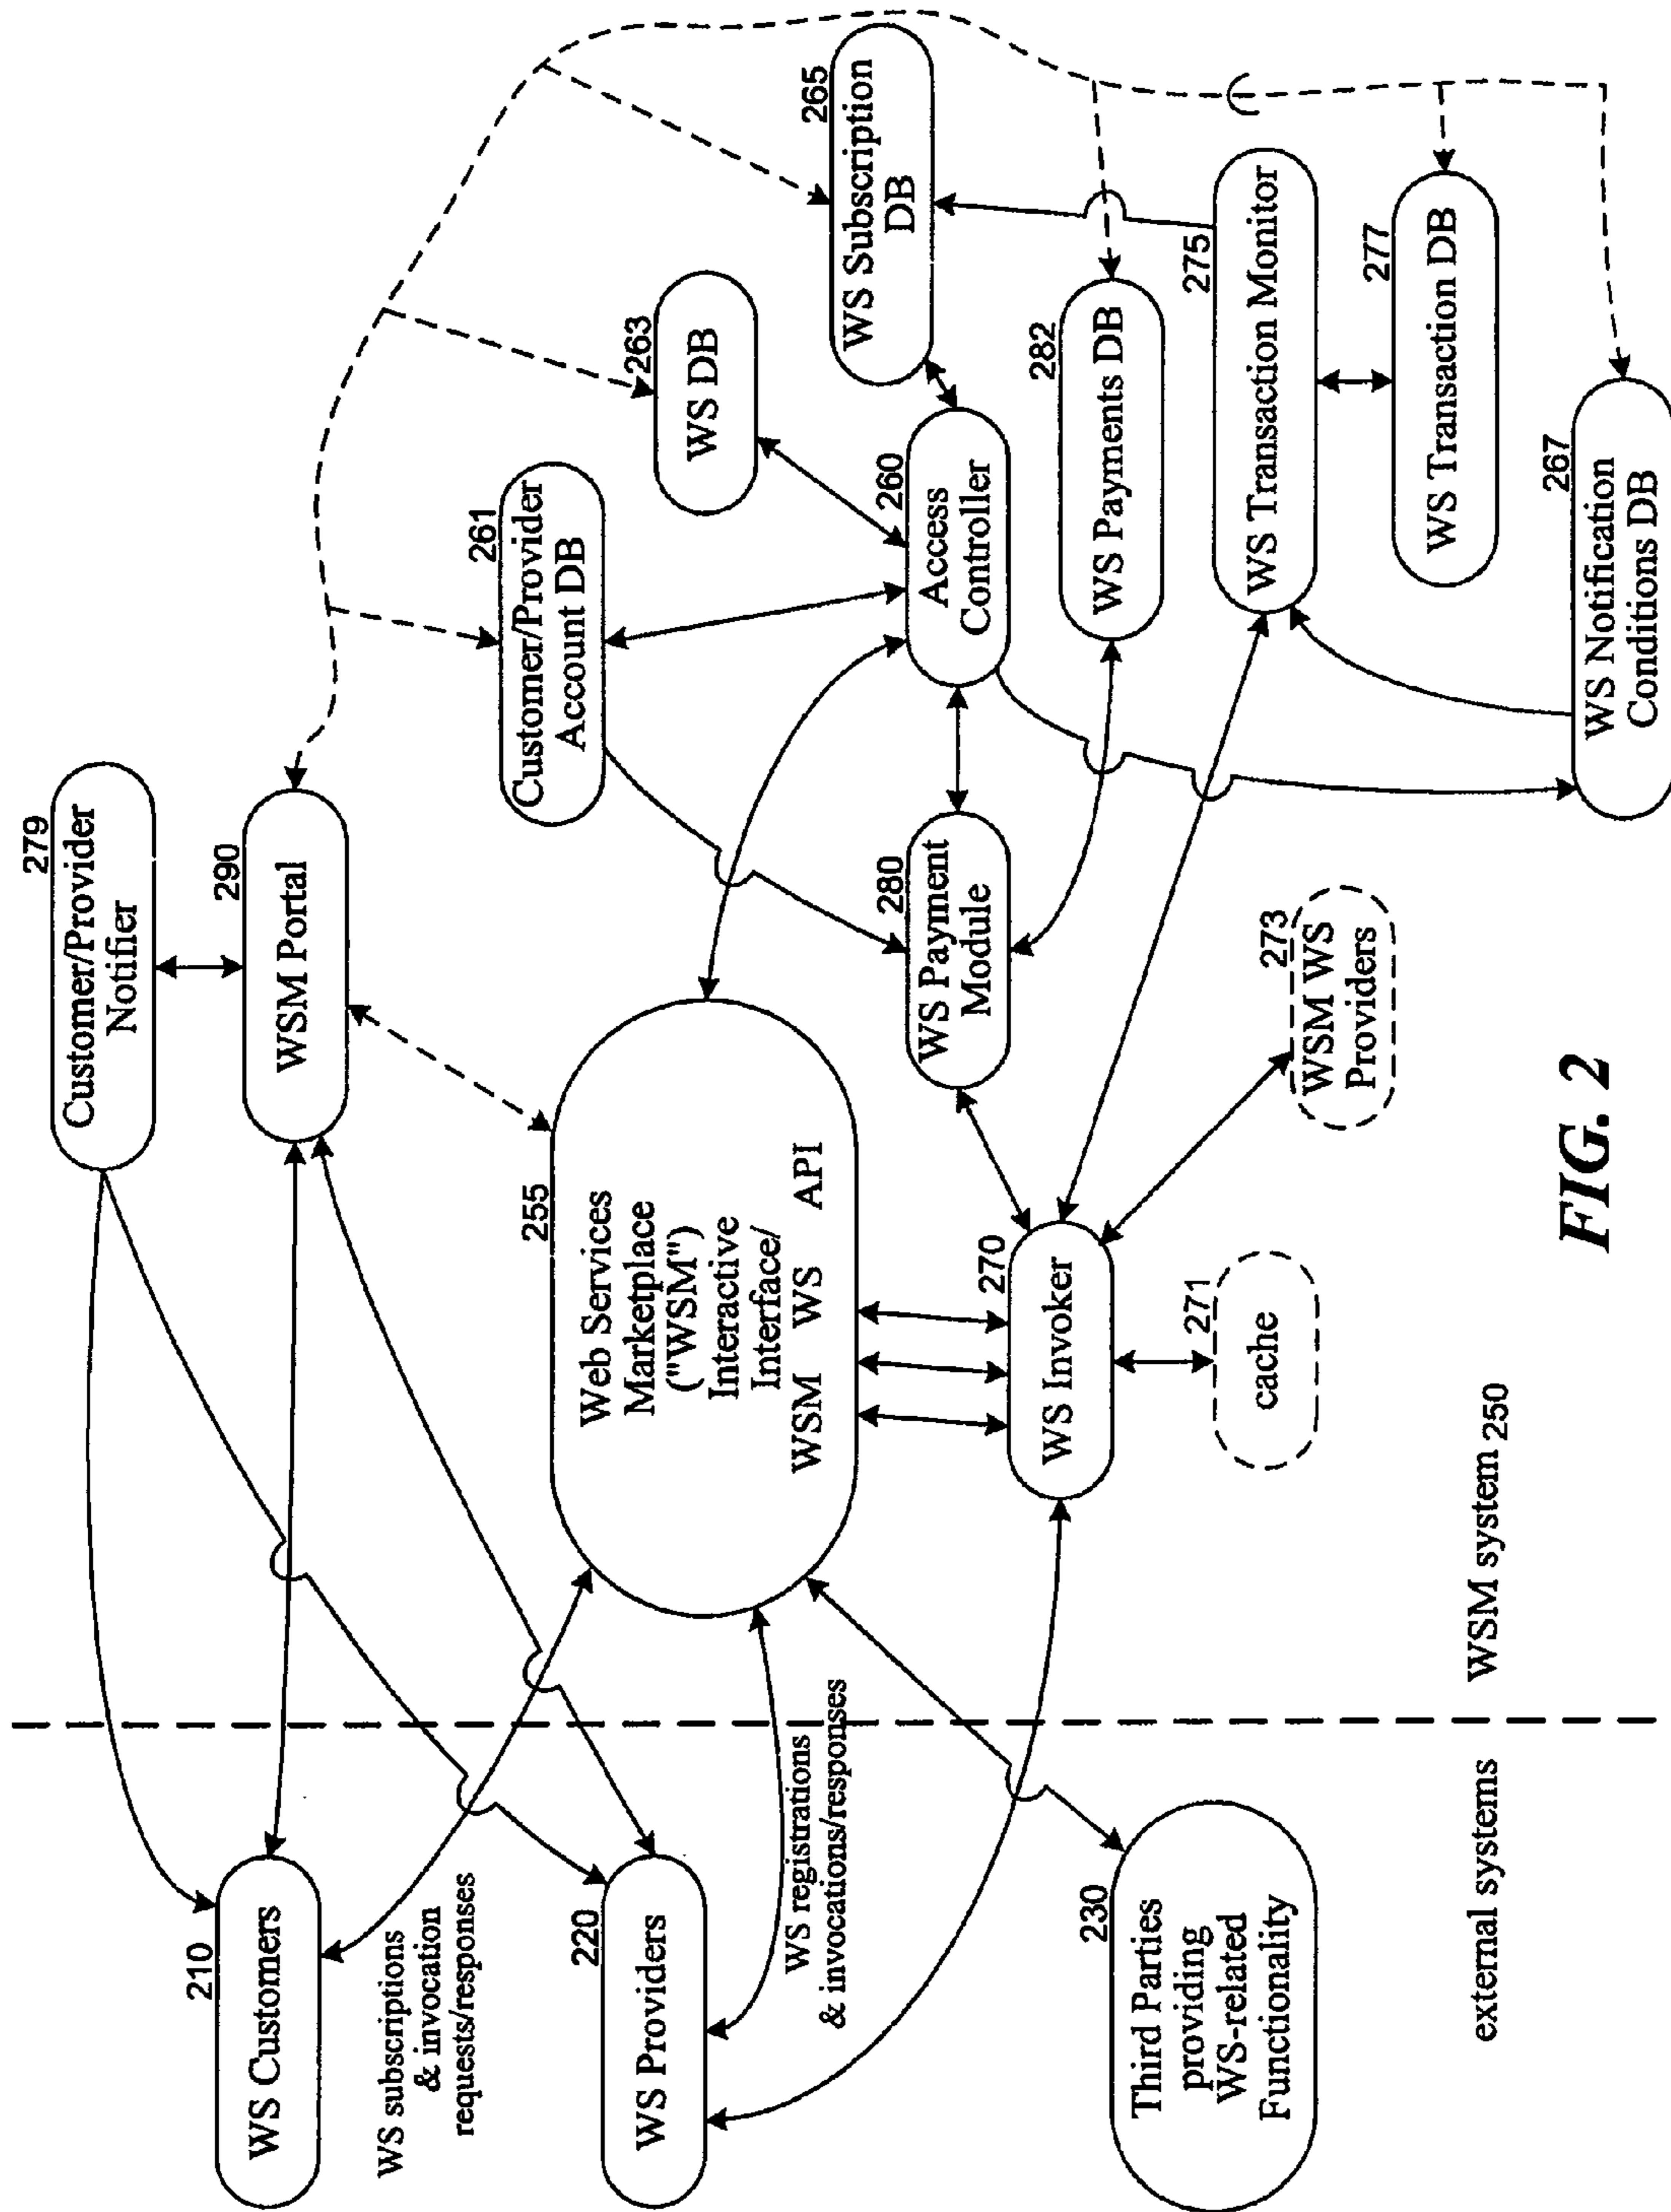 279
Customer/Provider
Notifier
290
WSM Portal
210
WS Customers
WS subscriptions
& invocation
requests/responses
220
WS Providers
WS registrations
& invocations/responses
230
Third Parties
providing
WS-related
Functionality
255
Web Services
Marketplace
("WSM")
Interactive
Interface/
WSM WS API
261
Customer/Provider
Account DB
263
WS DB
265
WS Subscription
DB
260
Access
Controller
280
WS Payment
Module
282
WS Payments DB
270
WS Invoker
271
cache
273
WSM WS
Providers
275
WS Transaction Monitor
277
WS Transaction DB
267
WS Notification
Conditions DB
external systems
WSM system 250
FIG. 2